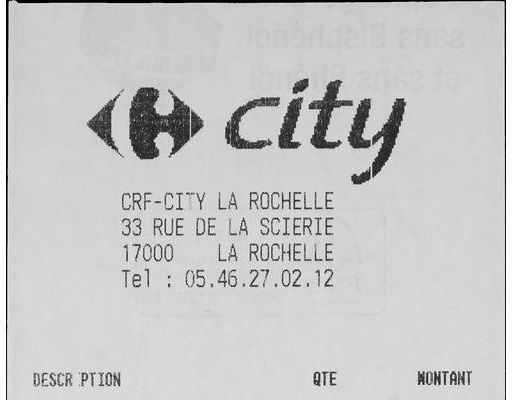 city
CRF-CITY LA ROCHELLE
33 RUE DE LA SCIERIE
17000 LA ROCHELLE
Tel : 05.46.27.02.12
DESCR PTION QTE MONTANT